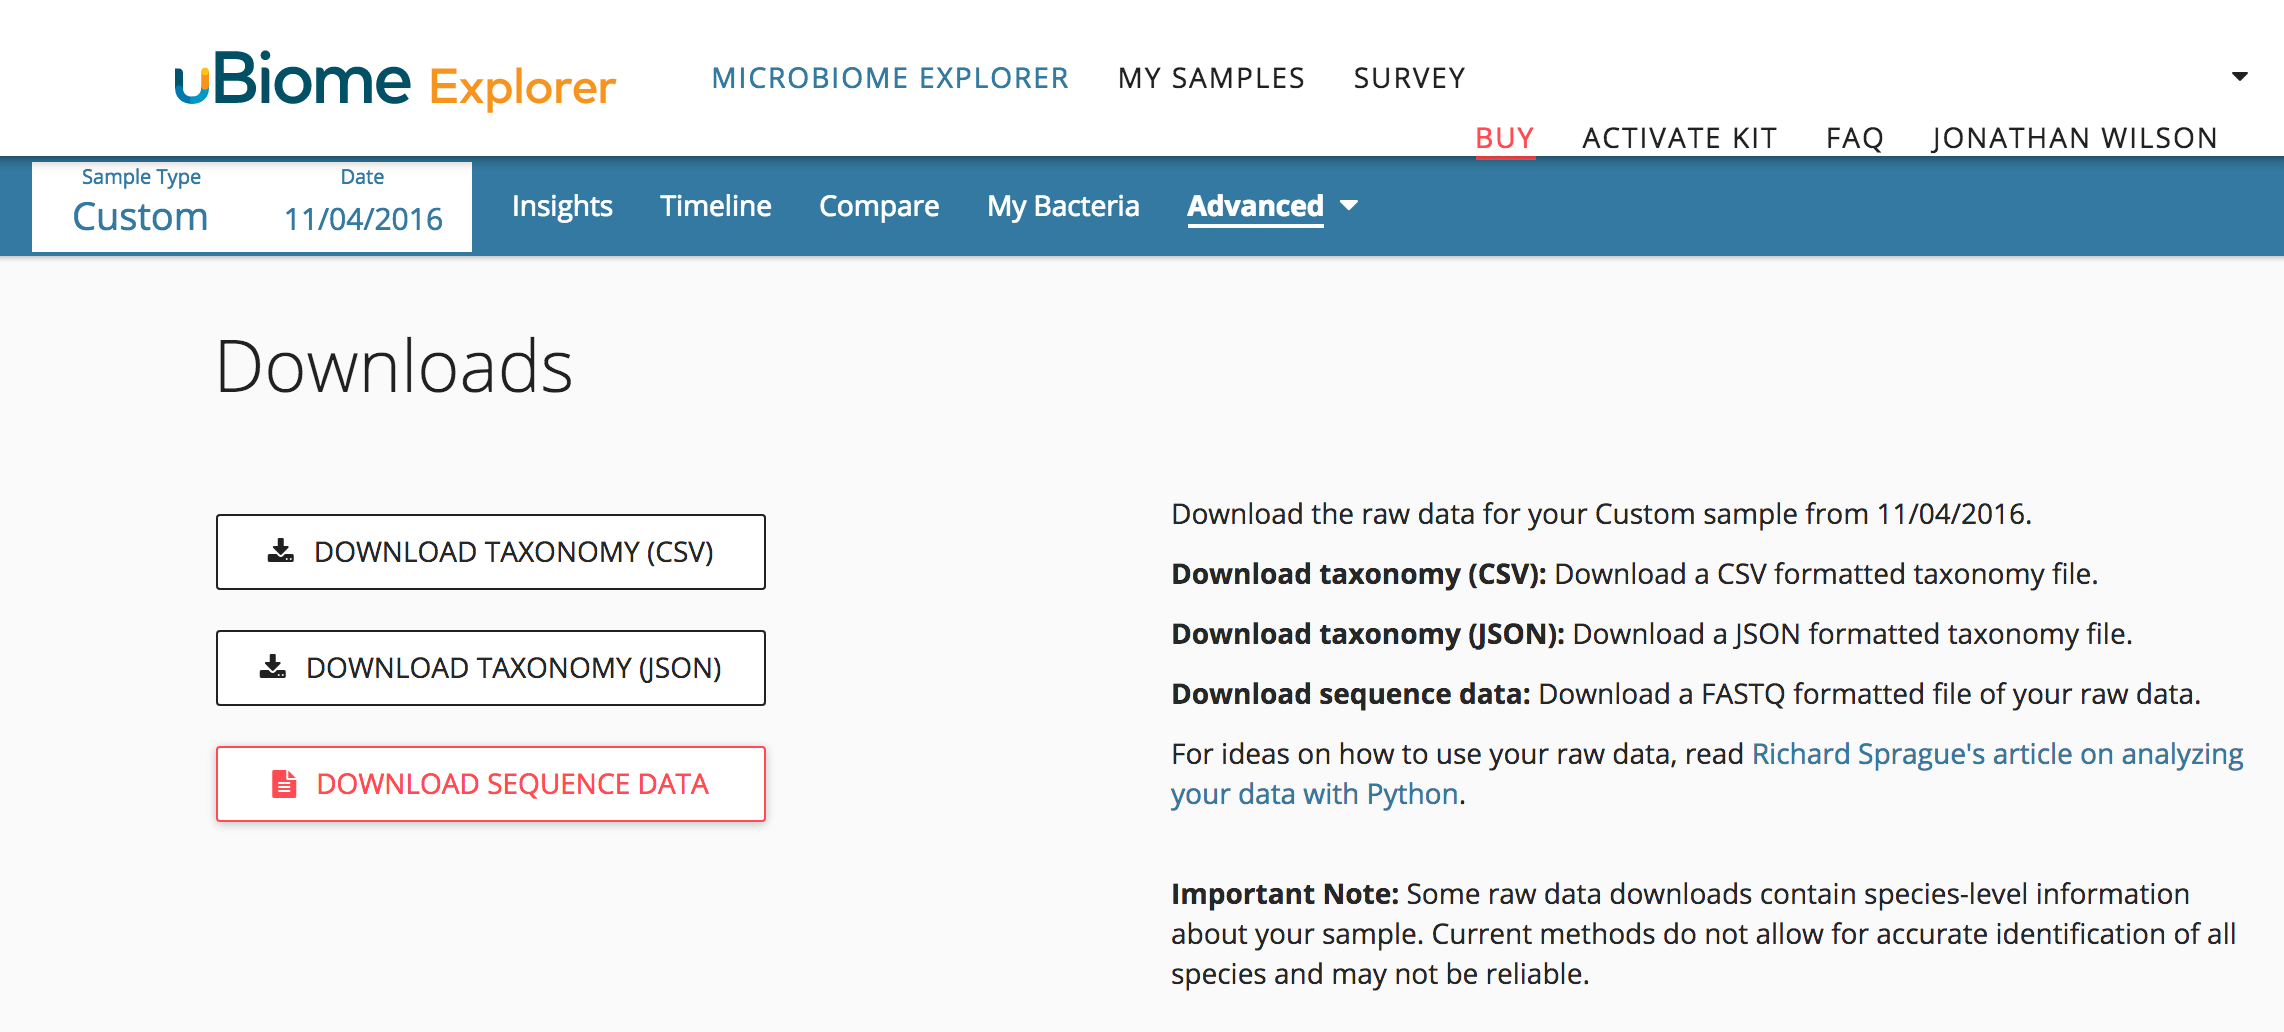 uBiome Explorer
MICROBIOME EXPLORER
MY SAMPLES
SURVEY
BUY
ACTIVATE KIT
FAQ
JONATHAN WILSON
Sample Type
Custom
Date
11/04/2016
Insights
Timeline
Compare
My Bacteria
Advanced
Downloads
DOWNLOAD TAXONOMY (CSV)
DOWNLOAD TAXONOMY (JSON)
DOWNLOAD SEQUENCE DATA
Download the raw data for your Custom sample from 11/04/2016.
Download taxonomy (CSV): Download a CSV formatted taxonomy file.
Download taxonomy (JSON): Download a JSON formatted taxonomy file.
Download sequence data: Download a FASTQ formatted file of your raw data.
For ideas on how to use your raw data, read Richard Sprague's article on analyzing
your data with Python.
Important Note: Some raw data downloads contain species-level information
about your sample. Current methods do not allow for accurate identification of all
species and may not be reliable.